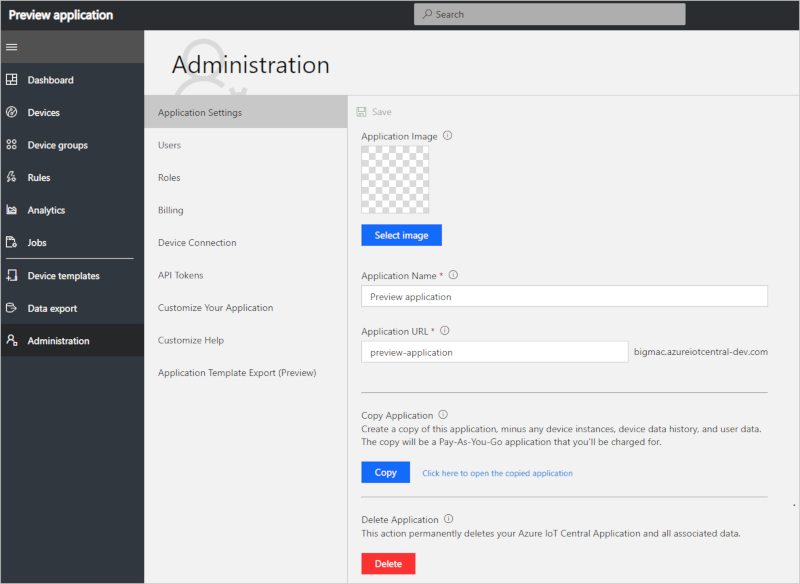 Preview application
Search
Dashboard
Devices
Device groups
Rules
Analytics
Jobs
Device templates
Data export
Administration
Administration
Application Settings
Users
Roles
Billing
Device Connection
API Tokens
Customize Your Application
Customize Help
Application Template Export (Preview)
Save
Application Image
Select image
Application Name *
Preview application
Application URL *
preview-application
bigmac.azureiotcentral-dev.com
Copy Application
Create a copy of this application, minus any device instances, device data history, and user data.
The copy will be a Pay-As-You-Go application that you'll be charged for.
Copy
Click here to open the copied application
Delete Application
This action permanently deletes your Azure IoT Central Application and all associated data.
Delete